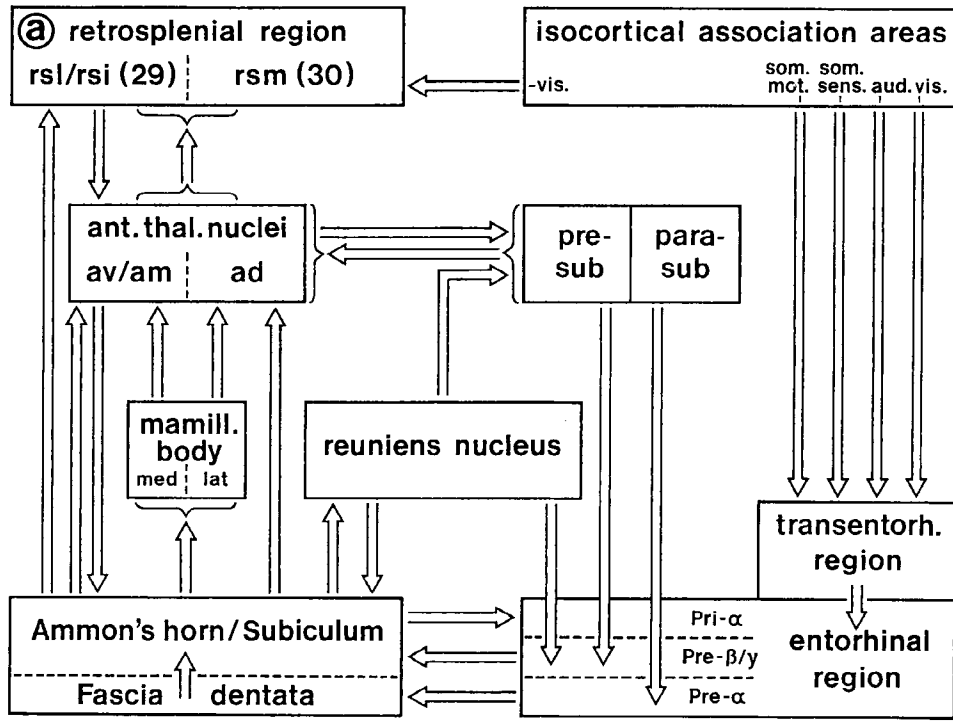 a retrosplenial region
rsl/rsi (29) rsm (30)
isocortical association areas
-vis.
som. som.
mot. sens. aud. vis.
ant. thal. nuclei
av/am ad
pre-
sub
para-
sub
mamill.
body
med lat
reuniens nucleus
transentorh.
region
Ammon's horn/Subiculum
Fascia dentata
Pri-α
Pre-β/γ
Pre-α
entorhinal
region